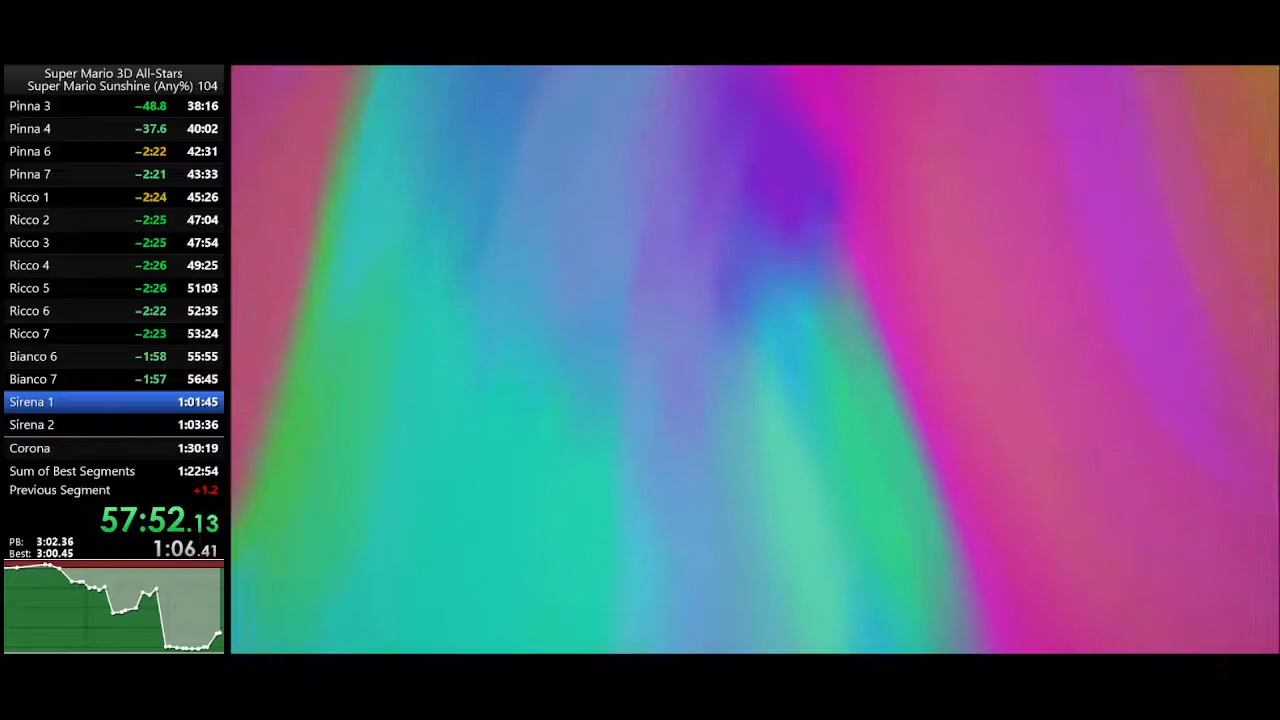 Super Mario 3D All-Stars
Super Mario Sunshine (Any%) 104
Pinna 3 −48.8 38:16
Pinna 4 −37.6 40:02
Pinna 6 −2:22 42:31
Pinna 7 −2:21 43:33
Ricco 1 −2:24 45:26
Ricco 2 −2:25 47:04
Ricco 3 −2:25 47:54
Ricco 4 −2:26 49:25
Ricco 5 −2:26 51:03
Ricco 6 −2:22 52:35
Ricco 7 −2:23 53:24
Bianco 6 −1:58 55:55
Bianco 7 −1:57 56:45
Sirena 1 1:01:45
Sirena 2 1:03:36
Corona 1:30:19
Sum of Best Segments 1:22:54
Previous Segment +1.2
57:52.13
PB: 3:02.36
Best: 3:00.45
1:06.41